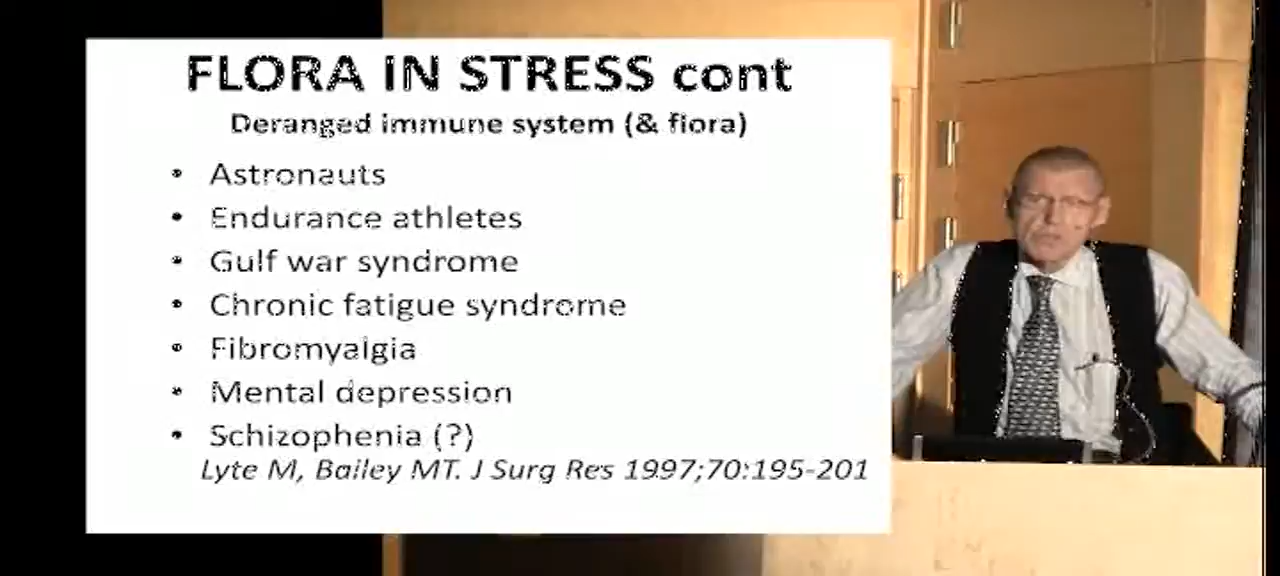 FLORA IN STRESS cont
Deranged immune system (& flora)
• Astronauts
• Endurance athletes
• Gulf war syndrome
• Chronic fatigue syndrome
• Fibromyalgia
• Mental depression
• Schizophenia (?)
Lyte M, Bailey MT. J Surg Res 1997;70:195-201